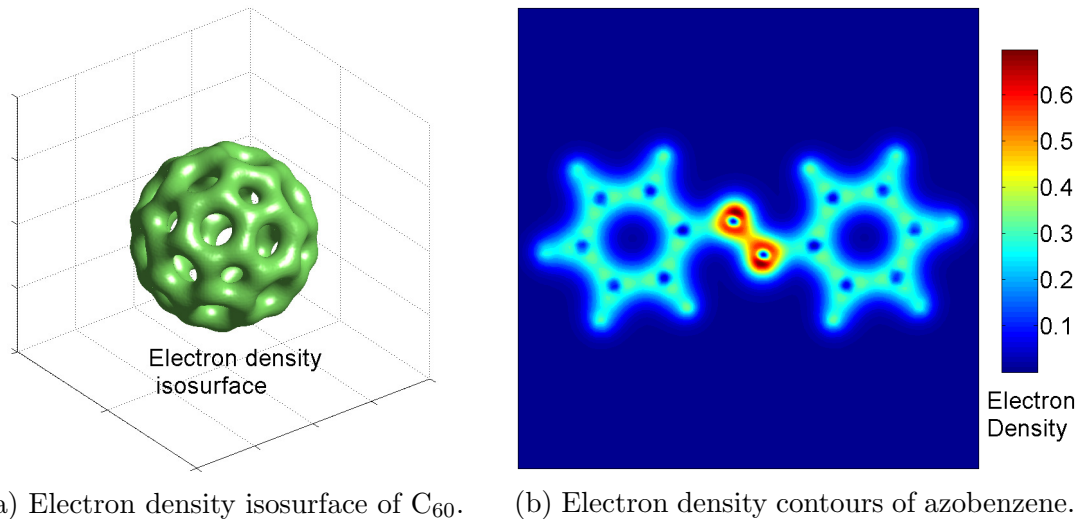 Electron density
isosurface
0.6
0.5
0.4
0.3
0.2
0.1
Electron
Density
a) Electron density isosurface of C₆₀.
(b) Electron density contours of azobenzene.